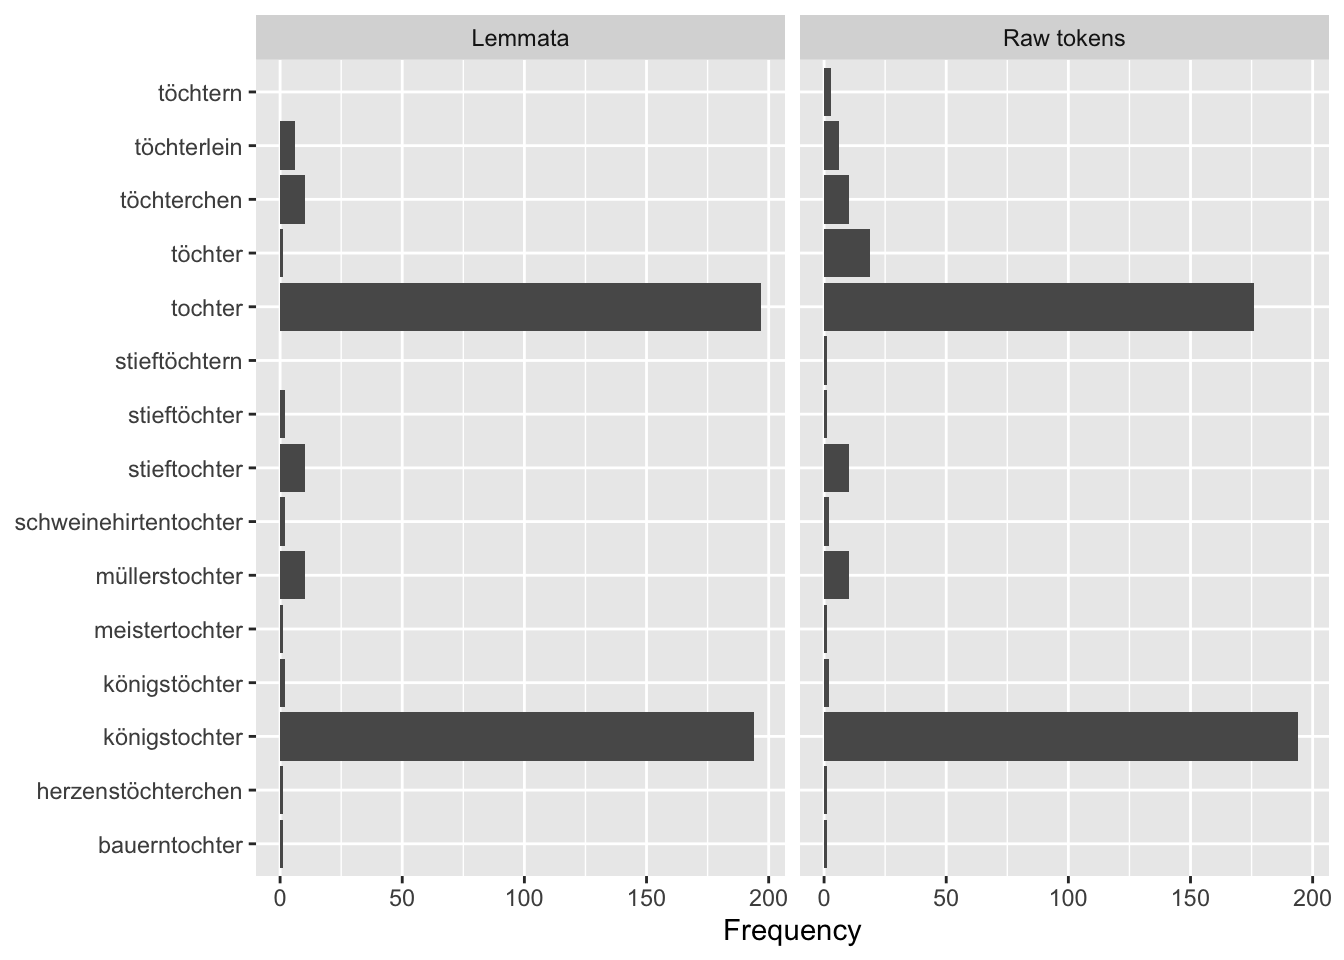 Lemmata
Raw tokens
töchtern
töchterlein
töchterchen
töchter
tochter
stieftöchtern
stieftöchter
stieftochter
schweinehirtentochter
müllerstochter
meistertochter
königstöchter
königstochter
herzenstöchterchen
bauerntochter
0 50 100 150 200
0 50 100 150 200
Frequency